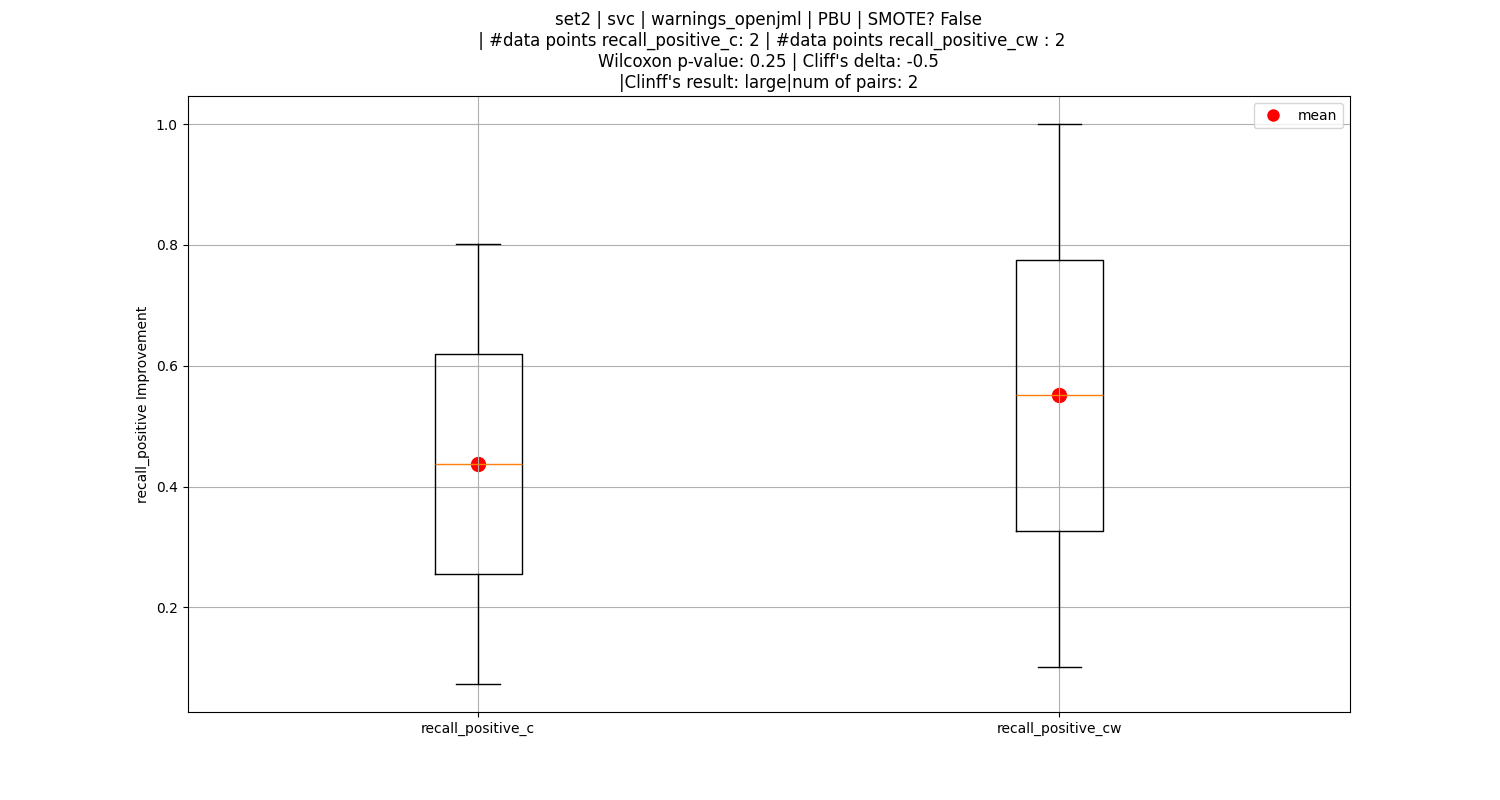 set2 | svc | warnings_openjml | PBU | SMOTE? False
| #data points recall_positive_c: 2 | #data points recall_positive_cw : 2
Wilcoxon p-value: 0.25 | Cliff's delta: -0.5
|Clinff's result: large|num of pairs: 2
mean
1.0
0.8
0.6
0.4
0.2
recall_positive Improvement
recall_positive_c
recall_positive_cw